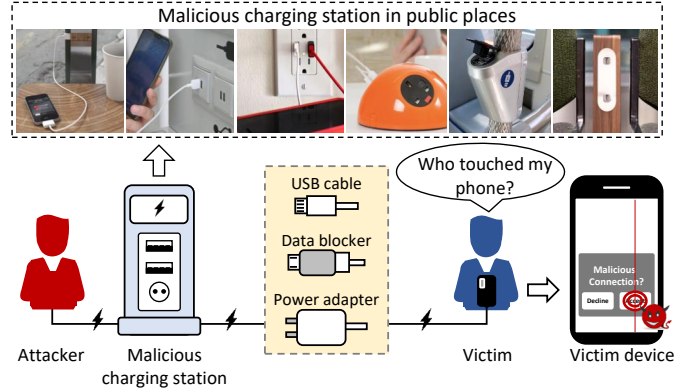 Malicious charging station in public places
Who touched my
phone?
USB cable
Data blocker
Power adapter
Malicious
Connection?
Decline
Attacker
Malicious
charging station
Victim
Victim device